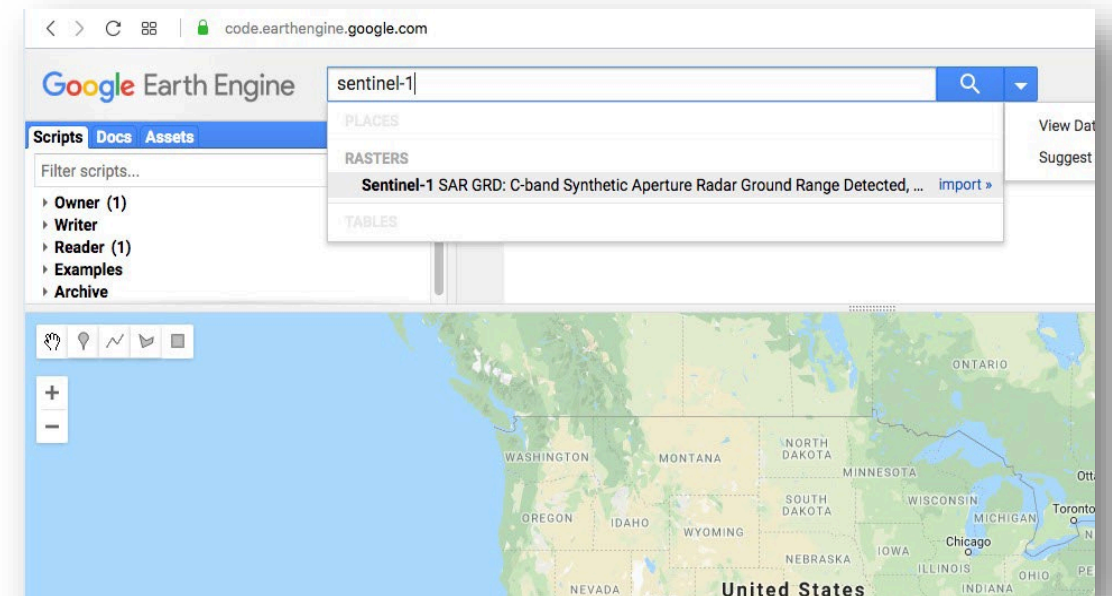 code.earthengine.google.com
Google Earth Engine
sentinel-1
PLACES
RASTERS
Sentinel-1 SAR GRD: C-band Synthetic Aperture Radar Ground Range Detected, ... import »
TABLES
View Dat
Suggest
Scripts Docs Assets
Filter scripts...
Owner (1)
Writer
Reader (1)
Examples
Archive
ONTARIO
WASHINGTON
MONTANA
NORTH
DAKOTA
MINNESOTA
Ott
SOUTH
DAKOTA
WISCONSIN
MICHIGAN
Toronto
OREGON
IDAHO
WYOMING
Chicago
N
NEBRASKA
IOWA
ILLINOIS
OHIO
PE
NEVADA
United States
INDIANA